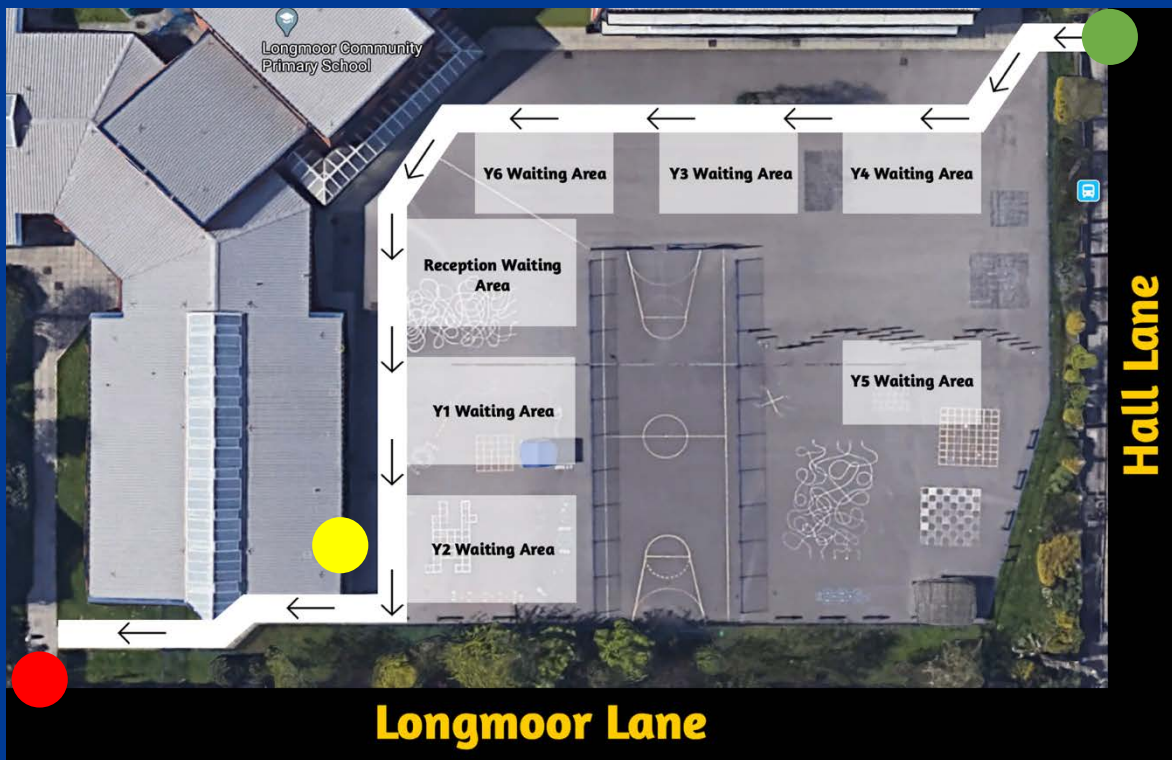 Longmoor Community
Primary School
Y6 Waiting Area
Y3 Waiting Area
Y4 Waiting Area
Reception Waiting
Area
Y5 Waiting Area
Y1 Waiting Area
Y2 Waiting Area
Hall Lane
Longmoor Lane